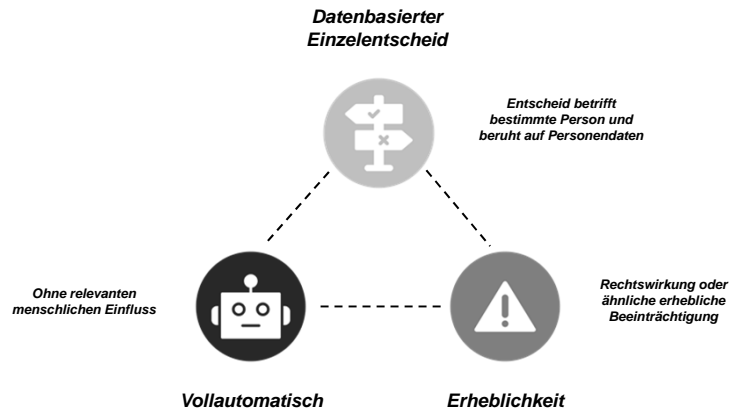 Datenbasierter
Einzelentscheid
Entscheid betrifft
bestimmte Person und
beruht auf Personendaten
Ohne relevanten
menschlichen Einfluss
Rechtswirkung oder
ähnliche erhebliche
Beeinträchtigung
Vollautomatisch
Erheblichkeit